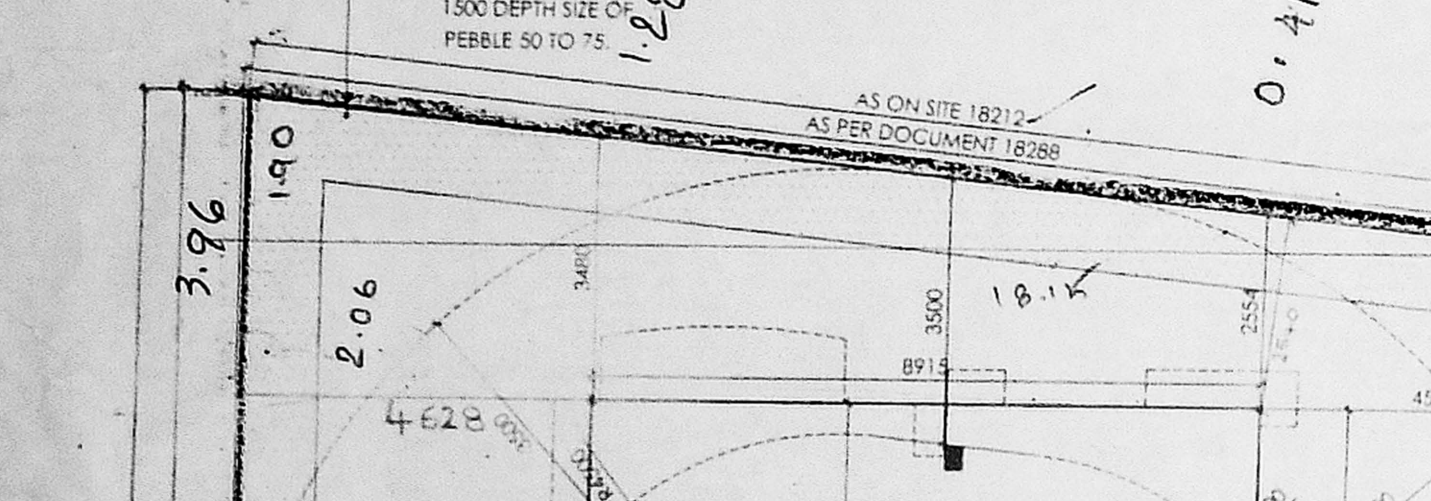 1500 DEPTH SIZE OF
PEBBLE 50 TO 75.
AS ON SITE 18212
AS PER DOCUMENT 18288
1.90
3.96
2.06
3480
3500
18.15
2554
8915
4628
3500